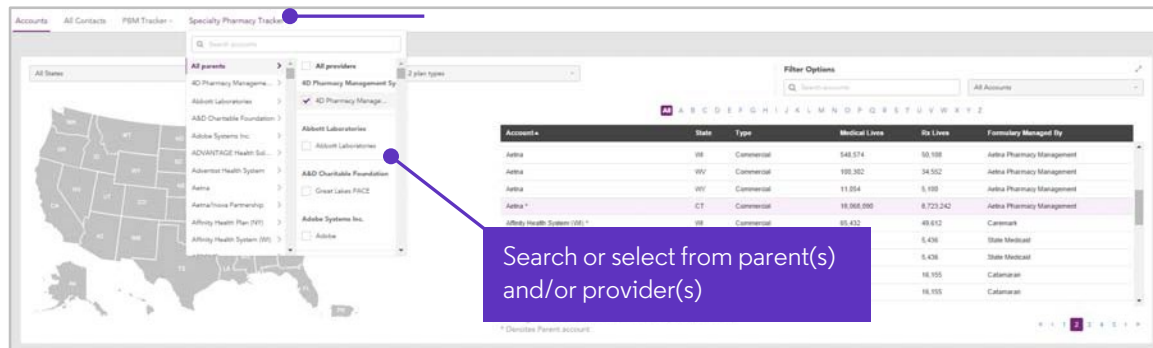 Accounts All Contacts PBM Tracker Specialty Pharmacy Tracker
Search accounts
All States
All parents
4D Pharmacy Manageme...
Abbott Laboratories
A&D Charitable Foundation
Adobe Systems Inc.
ADVANTAGE Health Sol...
Adventist Health System
Aetna
Aetna/Inova Partnership
Affinity Health Plan (NY)
Affinity Health System (WI)
All providers
4D Pharmacy Management Sy
4D Pharmacy Manage...
Abbott Laboratories
Abbott Laboratories
A&D Charitable Foundation
Great Lakes PACE
Adobe Systems Inc.
Adobe
2 plan types
Filter Options
Search accounts
All Accounts
All A B C D E F G H I J K L M N O P Q R S T U V W X Y Z
Account State Type Medical Lives Rx Lives Formulary Managed By
Aetna WI Commercial 548,574 50,188 Aetna Pharmacy Management
Aetna WV Commercial 100,382 34,552 Aetna Pharmacy Management
Aetna WY Commercial 11,054 5,100 Aetna Pharmacy Management
Aetna * CT Commercial 8,723,242 Aetna Pharmacy Management
Affinity Health System (WI) * WI Commercial 65,432 49,612 Caremark
5,436 State Medicaid
5,436 State Medicaid
16,155 Catamaran
16,155 Catamaran
Search or select from parent(s)
and/or provider(s)
* Denotes Parent account
« < 1 2 3 4 5 > »